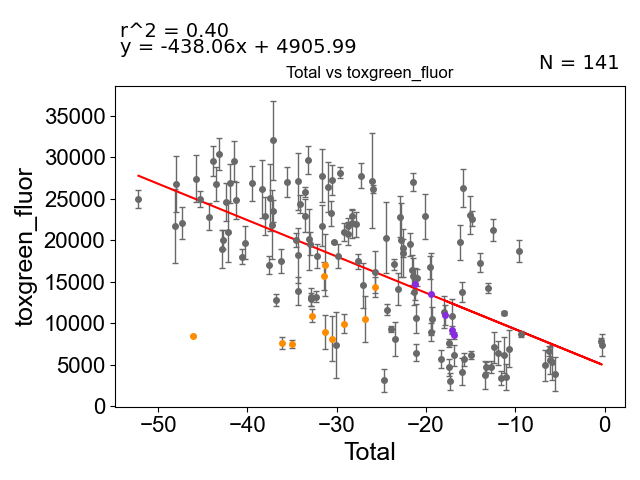 r^2 = 0.40
y = -438.06x + 4905.99
N = 141
Total vs toxgreen_fluor
35000
30000
25000
20000
15000
10000
5000
0
toxgreen_fluor
−50 −40 −30 −20 −10 0
Total